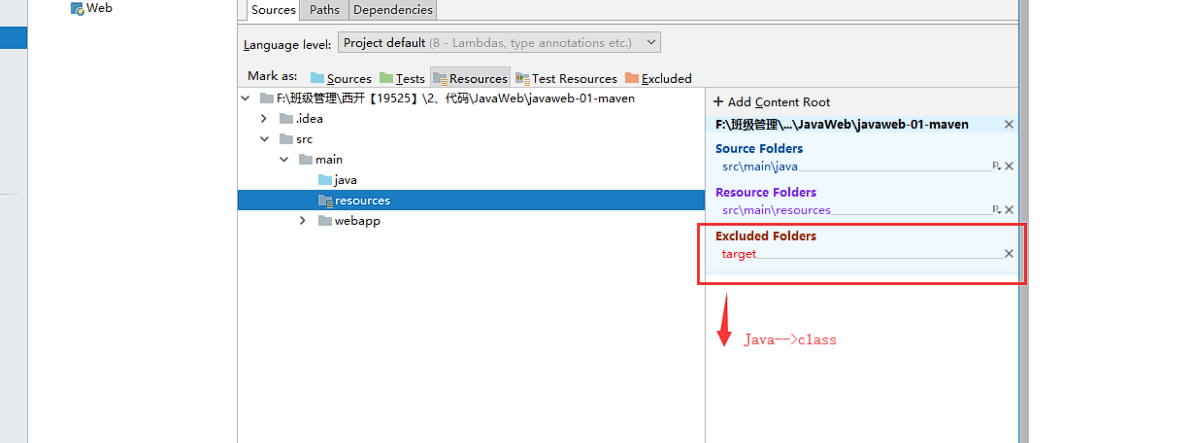 Web
Sources Paths Dependencies
Language level: Project default (8 - Lambdas, type annotations etc.)
Mark as: Sources Tests Resources Test Resources Excluded
F:\班级管理\西开【19525】\2、代码\JavaWeb\javaweb-01-maven
.idea
src
main
java
resources
webapp
+ Add Content Root
F:\班级管理\...\JavaWeb\javaweb-01-maven
Source Folders
src\main\java
Resource Folders
src\main\resources
Excluded Folders
target
Java-->class